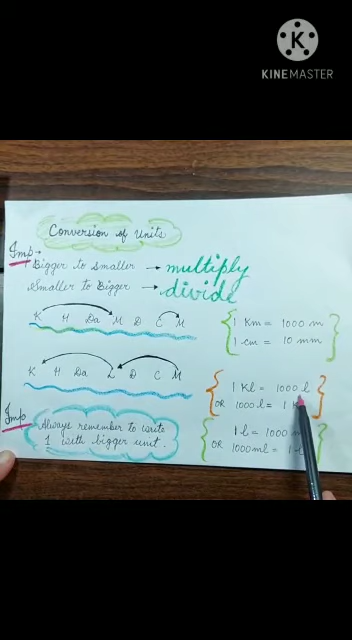 K
KINEMASTER
Conversion of Units
Imp →
Bigger to Smaller → multiply
Smaller to Bigger → divide
K H Da M D C M
1 Km = 1000 m
1 cm = 10 mm
K H Da L D C M
1 Kl = 1000 l
OR 1000 l = 1 K
Imp
Always remember to write
1 with bigger unit.
1 l = 1000 m
OR 1000ml = 1 l